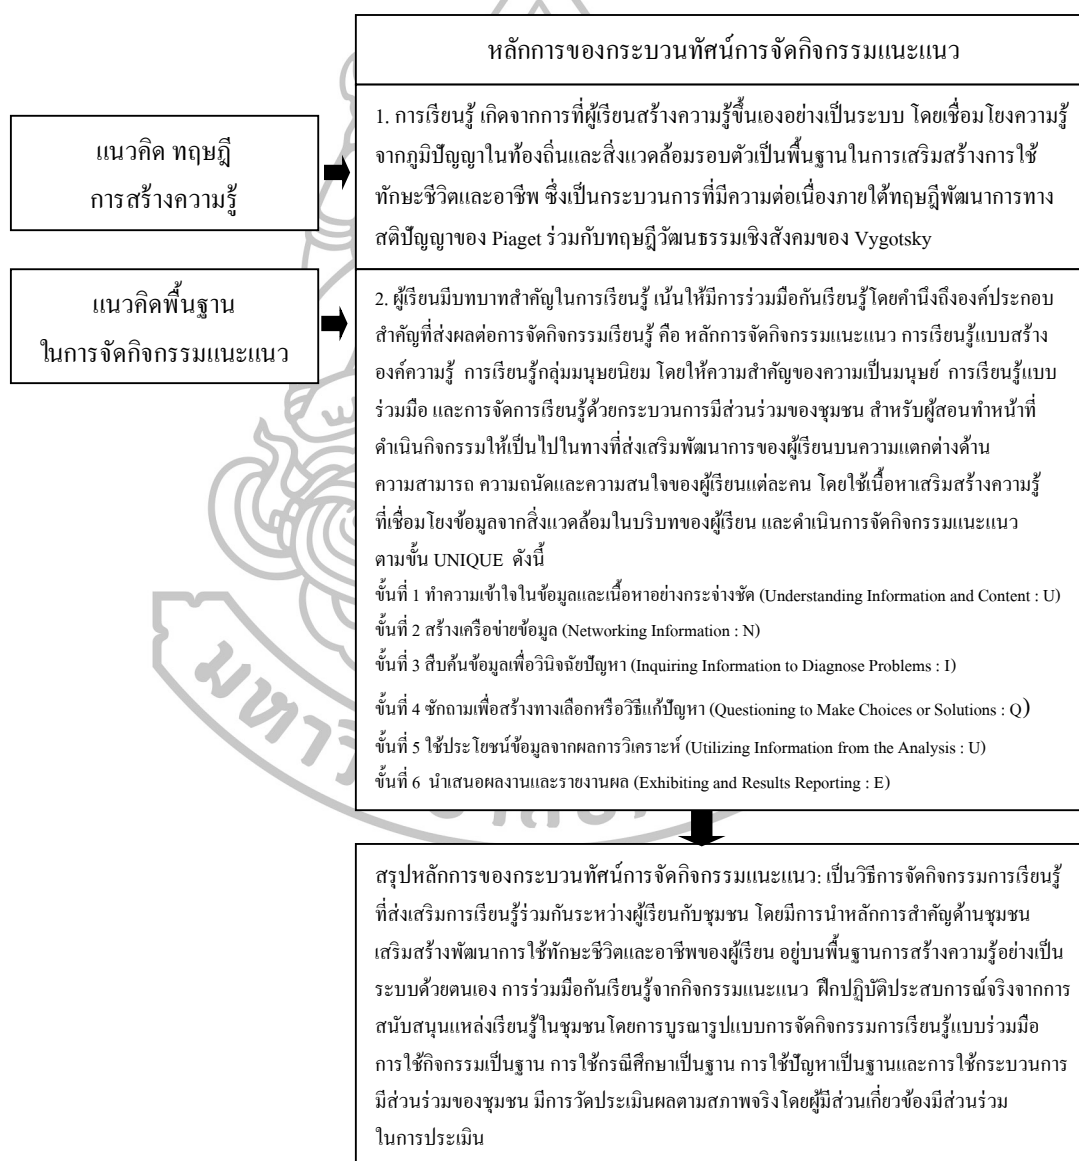 หลักการของกระบวนทัศน์การจัดกิจกรรมแนะแนว
แนวคิด ทฤษฎี
การสร้างความรู้
1. การเรียนรู้ เกิดจากการที่ผู้เรียนสร้างความรู้ขึ้นเองอย่างเป็นระบบ โดยเชื่อมโยงความรู้
จากภูมิปัญญาในท้องถิ่นและสิ่งแวดล้อมรอบตัวเป็นพื้นฐานในการเสริมสร้างการใช้
ทักษะชีวิตและอาชีพ ซึ่งเป็นกระบวนการที่มีความต่อเนื่องภายใต้ทฤษฎีพัฒนาการทาง
สติปัญญาของ Piaget ร่วมกับทฤษฎีวัฒนธรรมเชิงสังคมของ Vygotsky
แนวคิดพื้นฐาน
ในการจัดกิจกรรมแนะแนว
2. ผู้เรียนมีบทบาทสำคัญในการเรียนรู้ เน้นให้มีการร่วมมือกันเรียนรู้โดยคำนึงถึงองค์ประกอบ
สำคัญที่ส่งผลต่อการจัดกิจกรรมเรียนรู้ คือ หลักการจัดกิจกรรมแนะแนว การเรียนรู้แบบสร้าง
องค์ความรู้ การเรียนรู้กลุ่มมนุษยนิยม โดยให้ความสำคัญของความเป็นมนุษย์ การเรียนรู้แบบ
ร่วมมือ และการจัดการเรียนรู้ด้วยกระบวนการมีส่วนร่วมของชุมชน สำหรับผู้สอนทำหน้าที่
ดำเนินกิจกรรมให้เป็นไปในทางที่ส่งเสริมพัฒนาการของผู้เรียนบนความแตกต่างด้าน
ความสามารถ ความถนัดและความสนใจของผู้เรียนแต่ละคน โดยใช้เนื้อหาเสริมสร้างความรู้
ที่เชื่อมโยงข้อมูลจากสิ่งแวดล้อมในบริบทของผู้เรียน และดำเนินการจัดกิจกรรมแนะแนว
ตามขั้น UNIQUE ดังนี้
ขั้นที่ 1 ทำความเข้าใจในข้อมูลและเนื้อหาอย่างกระจ่างชัด (Understanding Information and Content : U)
ขั้นที่ 2 สร้างเครือข่ายข้อมูล (Networking Information : N)
ขั้นที่ 3 สืบค้นข้อมูลเพื่อวินิจฉัยปัญหา (Inquiring Information to Diagnose Problems : I)
ขั้นที่ 4 ซักถามเพื่อสร้างทางเลือกหรือวิธีแก้ปัญหา (Questioning to Make Choices or Solutions : Q)
ขั้นที่ 5 ใช้ประโยชน์ข้อมูลจากผลการวิเคราะห์ (Utilizing Information from the Analysis : U)
ขั้นที่ 6 นำเสนอผลงานและรายงานผล (Exhibiting and Results Reporting : E)
สรุปหลักการของกระบวนทัศน์การจัดกิจกรรมแนะแนว: เป็นวิธีการจัดกิจกรรมการเรียนรู้
ที่ส่งเสริมการเรียนรู้ร่วมกันระหว่างผู้เรียนกับชุมชน โดยมีการนำหลักการสำคัญด้านชุมชน
เสริมสร้างพัฒนาการใช้ทักษะชีวิตและอาชีพของผู้เรียน อยู่บนพื้นฐานการสร้างความรู้อย่างเป็น
ระบบด้วยตนเอง การร่วมมือกันเรียนรู้จากกิจกรรมแนะแนว ฝึกปฏิบัติประสบการณ์จริงจากการ
สนับสนุนแหล่งเรียนรู้ในชุมชนโดยการบูรณารูปแบบการจัดกิจกรรมการเรียนรู้แบบร่วมมือ
การใช้กิจกรรมเป็นฐาน การใช้กรณีศึกษาเป็นฐาน การใช้ปัญหาเป็นฐานและการใช้กระบวนการ
มีส่วนร่วมของชุมชน มีการวัดประเมินผลตามสภาพจริงโดยผู้มีส่วนเกี่ยวข้องมีส่วนร่วม
ในการประเมิน